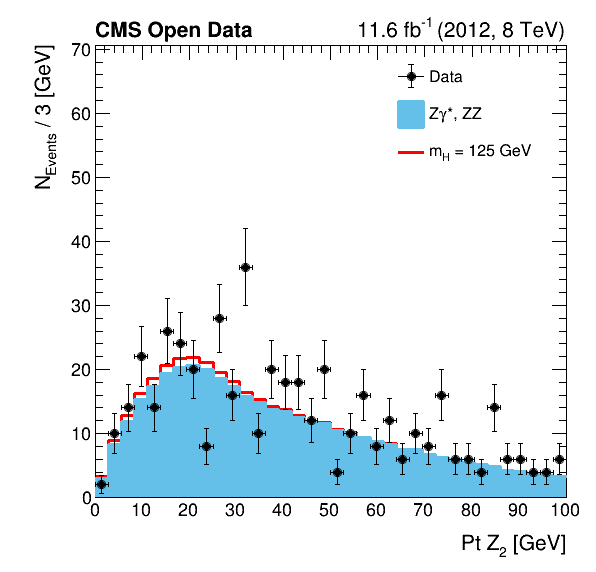 CMS Open Data 11.6 fb-1 (2012, 8 TeV)
NEvents / 3 [GeV]
70
60
50
40
30
20
10
0
Data
Zγ*, ZZ
mH = 125 GeV
0 10 20 30 40 50 60 70 80 90 100
Pt Z2 [GeV]